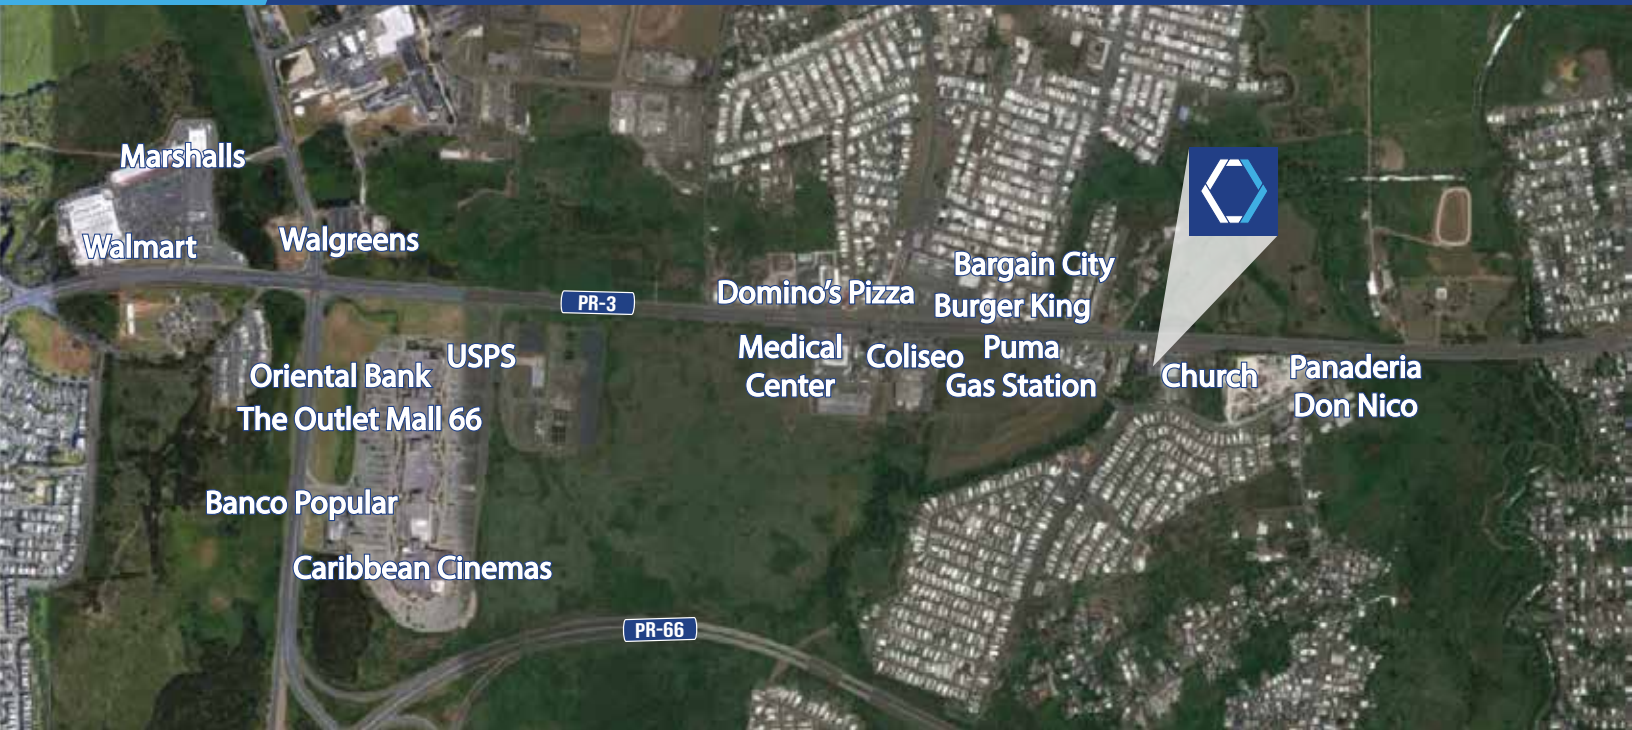 Marshalls
Walmart
Walgreens
PR-3
Domino's Pizza
Bargain City
Burger King
USPS
Oriental Bank
The Outlet Mall 66
Medical
Center
Coliseo
Puma
Gas Station
Church
Panaderia
Don Nico
Banco Popular
Caribbean Cinemas
PR-66